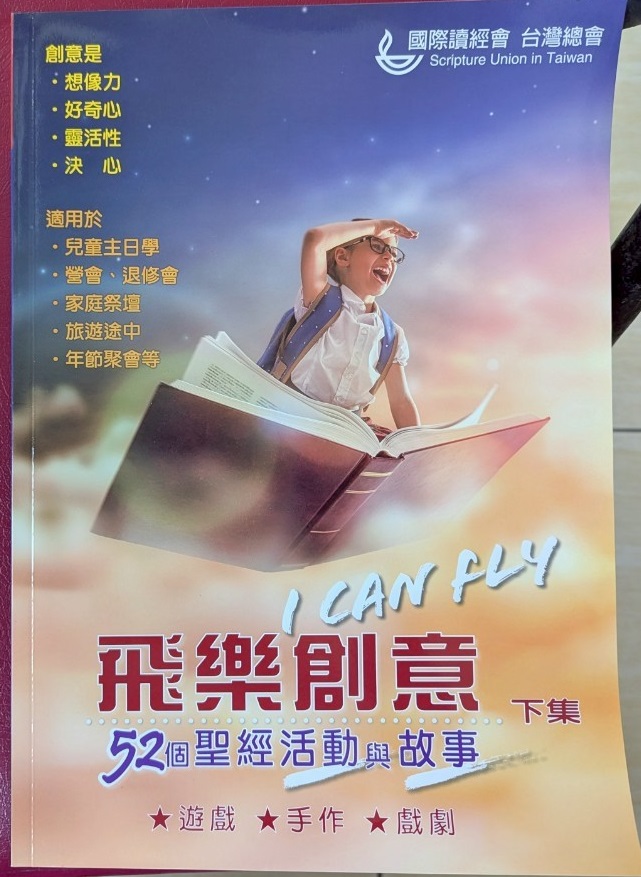 創意是
・想像力
・好奇心
・靈活性
・決 心
國際讀經會 台灣總會
Scripture Union in Taiwan
適用於
・兒童主日學
・營會、退修會
・家庭祭壇
・旅遊途中
・年節聚會等
I CAN FLY
飛樂創意 下集
52個聖經活動與故事
★遊戲 ★手作 ★戲劇